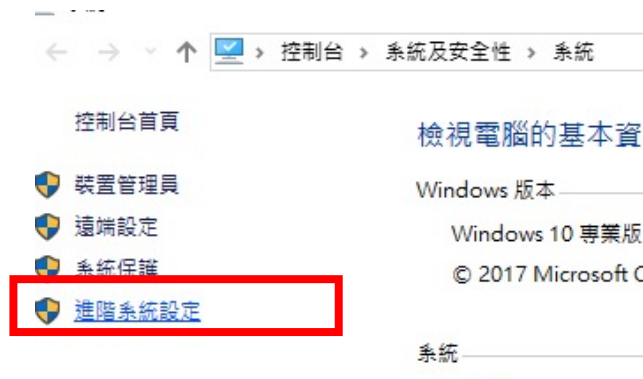 控制台 › 系統及安全性 › 系統
控制台首頁
裝置管理員
遠端設定
系統保護
進階系統設定
檢視電腦的基本資
Windows 版本
Windows 10 專業版
© 2017 Microsoft
系統